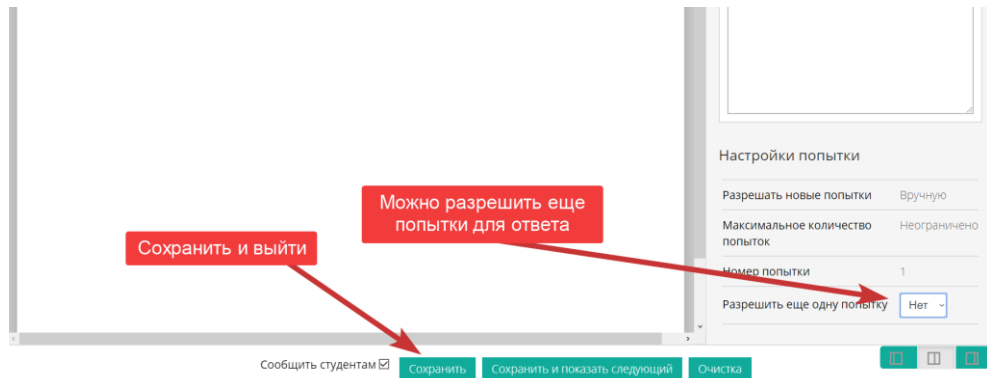 Настройки попытки
Разрешать новые попытки Вручную
Можно разрешить еще
попытки для ответа
Максимальное количество
попыток
Неограничено
Сохранить и выйти
Номер попытки 1
Разрешить еще одну попытку Нет
Сообщить студентам Сохранить Сохранить и показать следующий Очистка